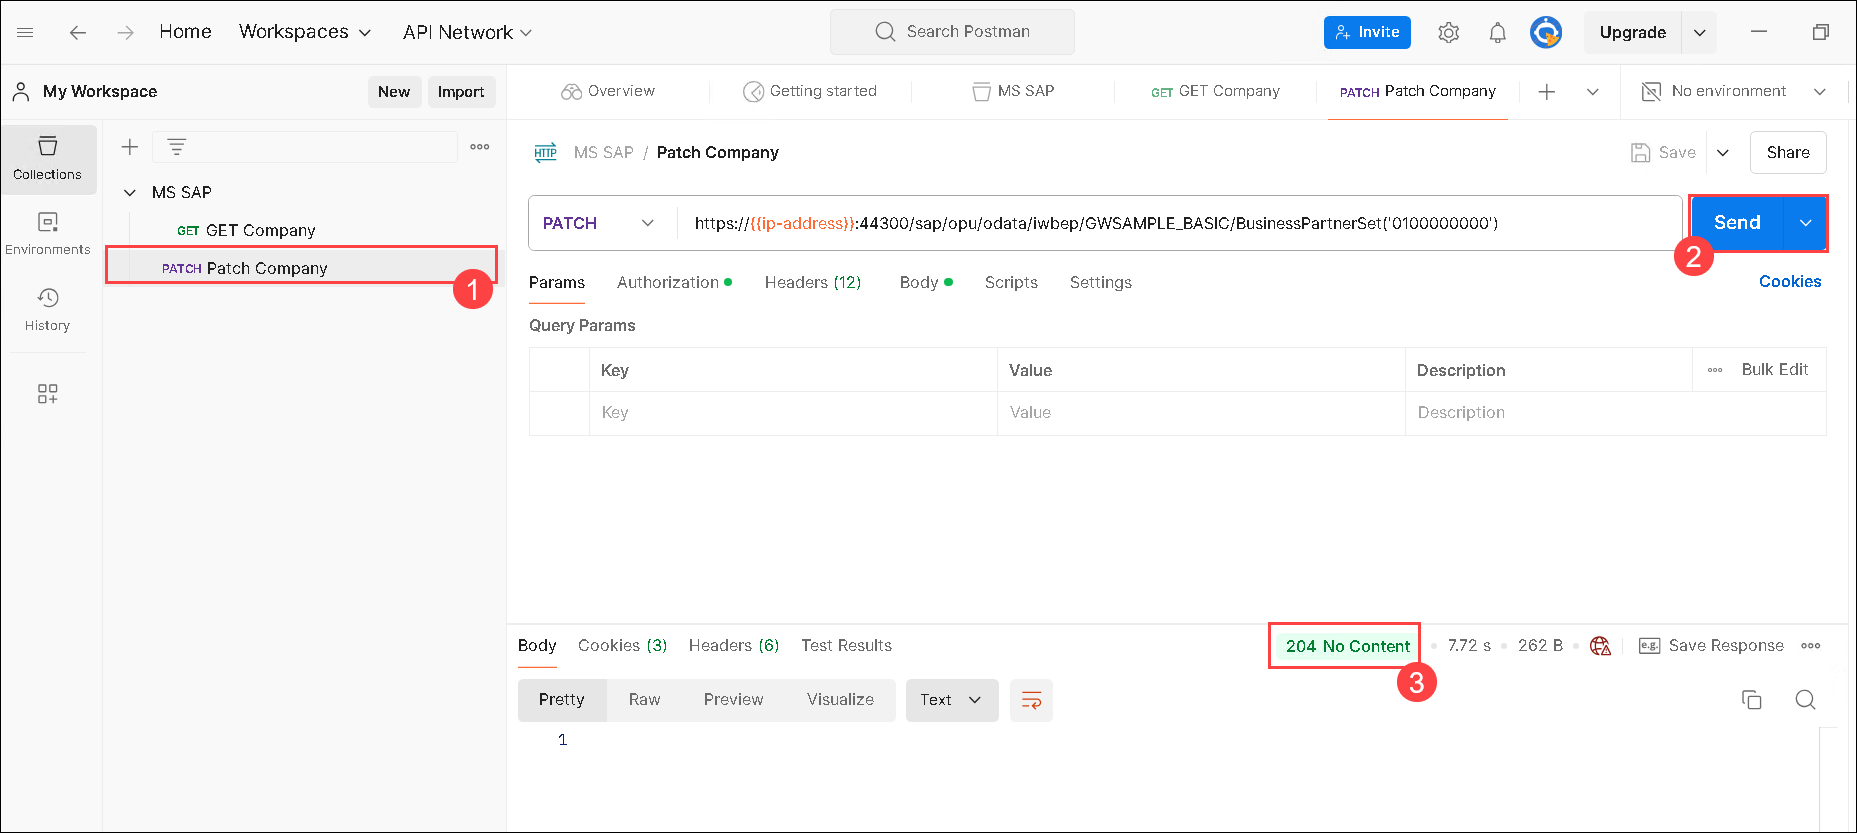 Home Workspaces API Network Search Postman Invite Upgrade
My Workspace New Import
Overview Getting started MS SAP GET GET Company PATCH Patch Company No environment
Collections
Environments
History
MS SAP
GET GET Company
PATCH Patch Company
1
HTTP MS SAP / Patch Company Save Share
PATCH https://{{ip-address}}:44300/sap/opu/odata/iwbep/GWSAMPLE_BASIC/BusinessPartnerSet('0100000000') Send
2
Params Authorization Headers (12) Body Scripts Settings Cookies
Query Params
Key Value Description Bulk Edit
Key Value Description
Body Cookies (3) Headers (6) Test Results 204 No Content 7.72 s 262 B e.g. Save Response
3
Pretty Raw Preview Visualize Text
1